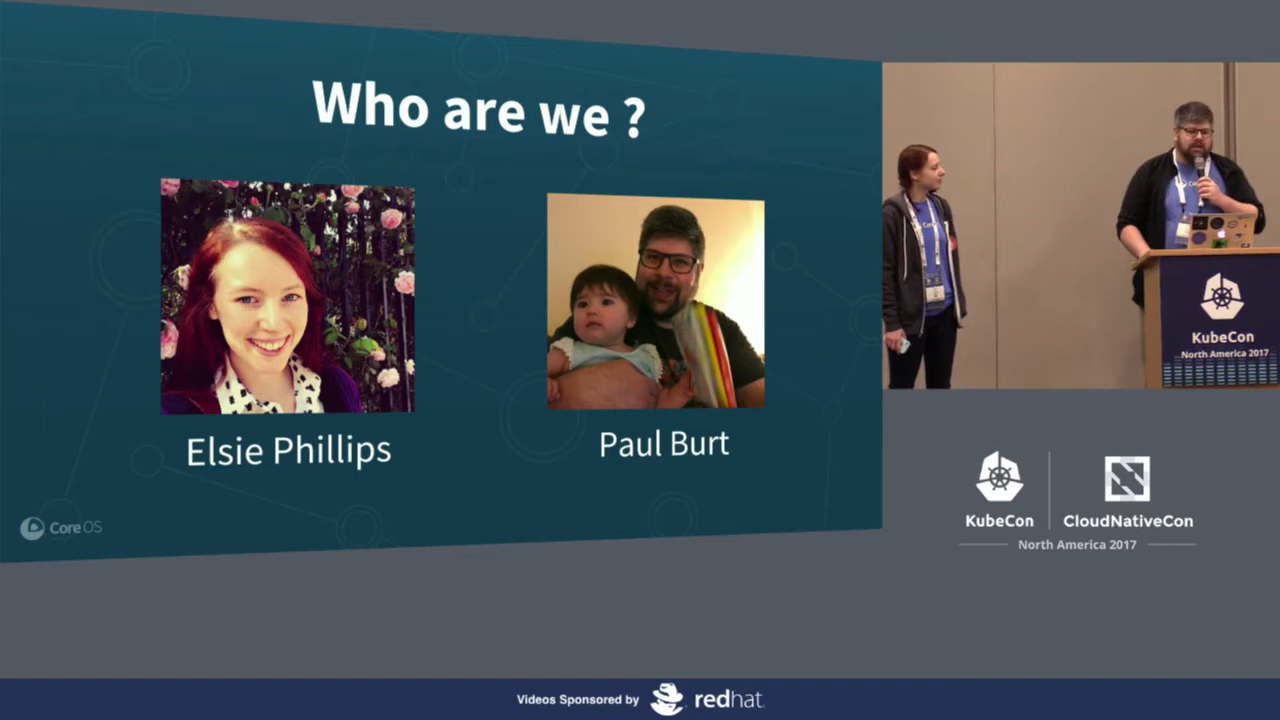 Who are we ?
Elsie Phillips
Paul Burt
CoreOS
KubeCon
North America 2017
KubeCon
CloudNativeCon
North America 2017
Videos Sponsored by
redhat.